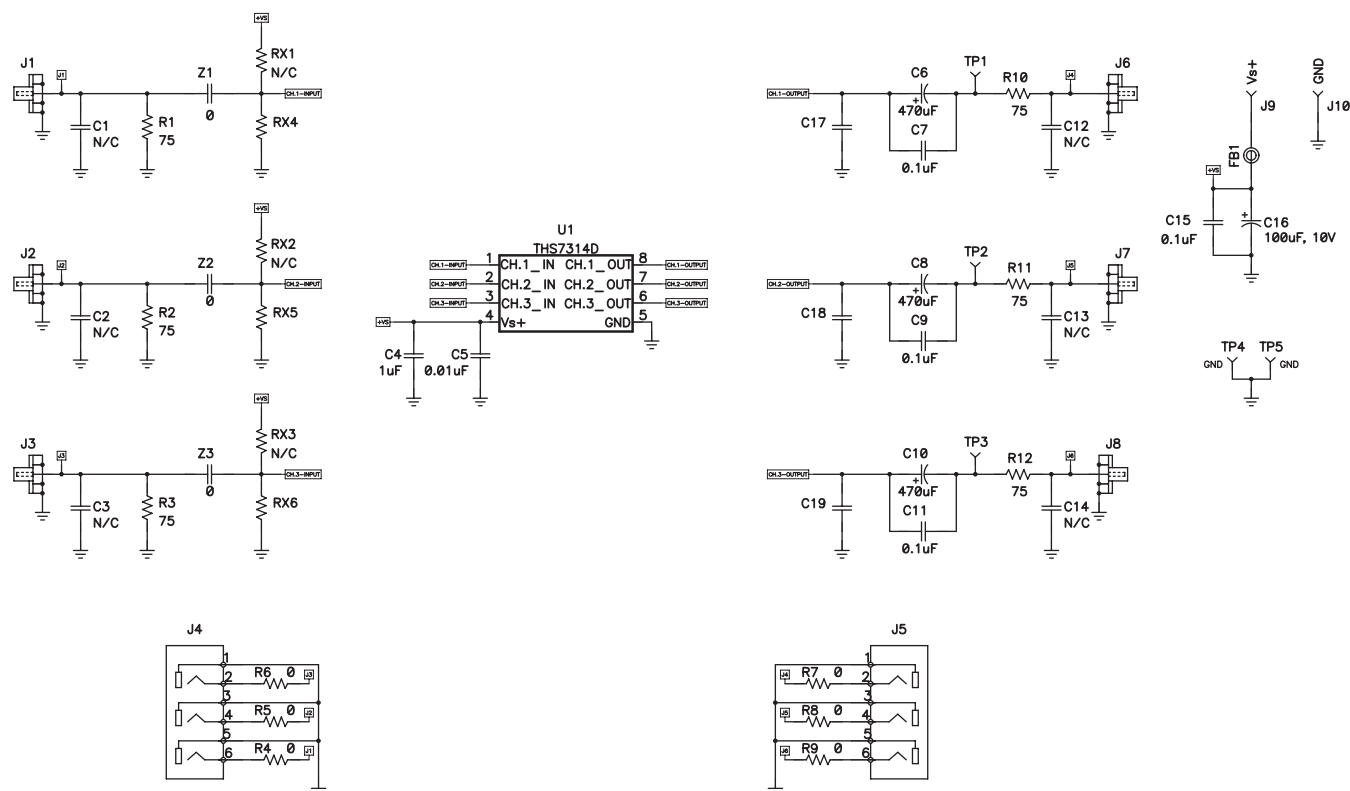 +VS
J1
J1
Z1
0
RX1
N/C
CH.1-INPUT
C1
N/C
R1
75
RX4
+VS
J2
J2
Z2
0
RX2
N/C
CH.2-INPUT
C2
N/C
R2
75
RX5
+VS
J3
J3
Z3
0
RX3
N/C
CH.3-INPUT
C3
N/C
R3
75
RX6
U1
THS7314D
CH.1-INPUT
1
CH.1_IN
CH.1_OUT
8
CH.1-OUTPUT
CH.2-INPUT
2
CH.2_IN
CH.2_OUT
7
CH.2-OUTPUT
CH.3-INPUT
3
CH.3_IN
CH.3_OUT
6
CH.3-OUTPUT
+VS
4
Vs+
GND
5
C4
1uF
C5
0.01uF
CH.1-OUTPUT
C17
C6
+
470uF
C7
0.1uF
TP1
R10
75
J4
J6
C12
N/C
CH.2-OUTPUT
C18
C8
+
470uF
C9
0.1uF
TP2
R11
75
J5
J7
C13
N/C
CH.3-OUTPUT
C19
C10
+
470uF
C11
0.1uF
TP3
R12
75
J6
J8
C14
N/C
Vs+
J9
GND
J10
FB1
+VS
C15
0.1uF
+
C16
100uF, 10V
TP4
TP5
GND
GND
J4
1
R6 0
J3
2
3
R5 0
J2
4
5
R4 0
J1
6
J5
1
J4
R7 0
2
3
J5
R8 0
4
5
J6
R9 0
6